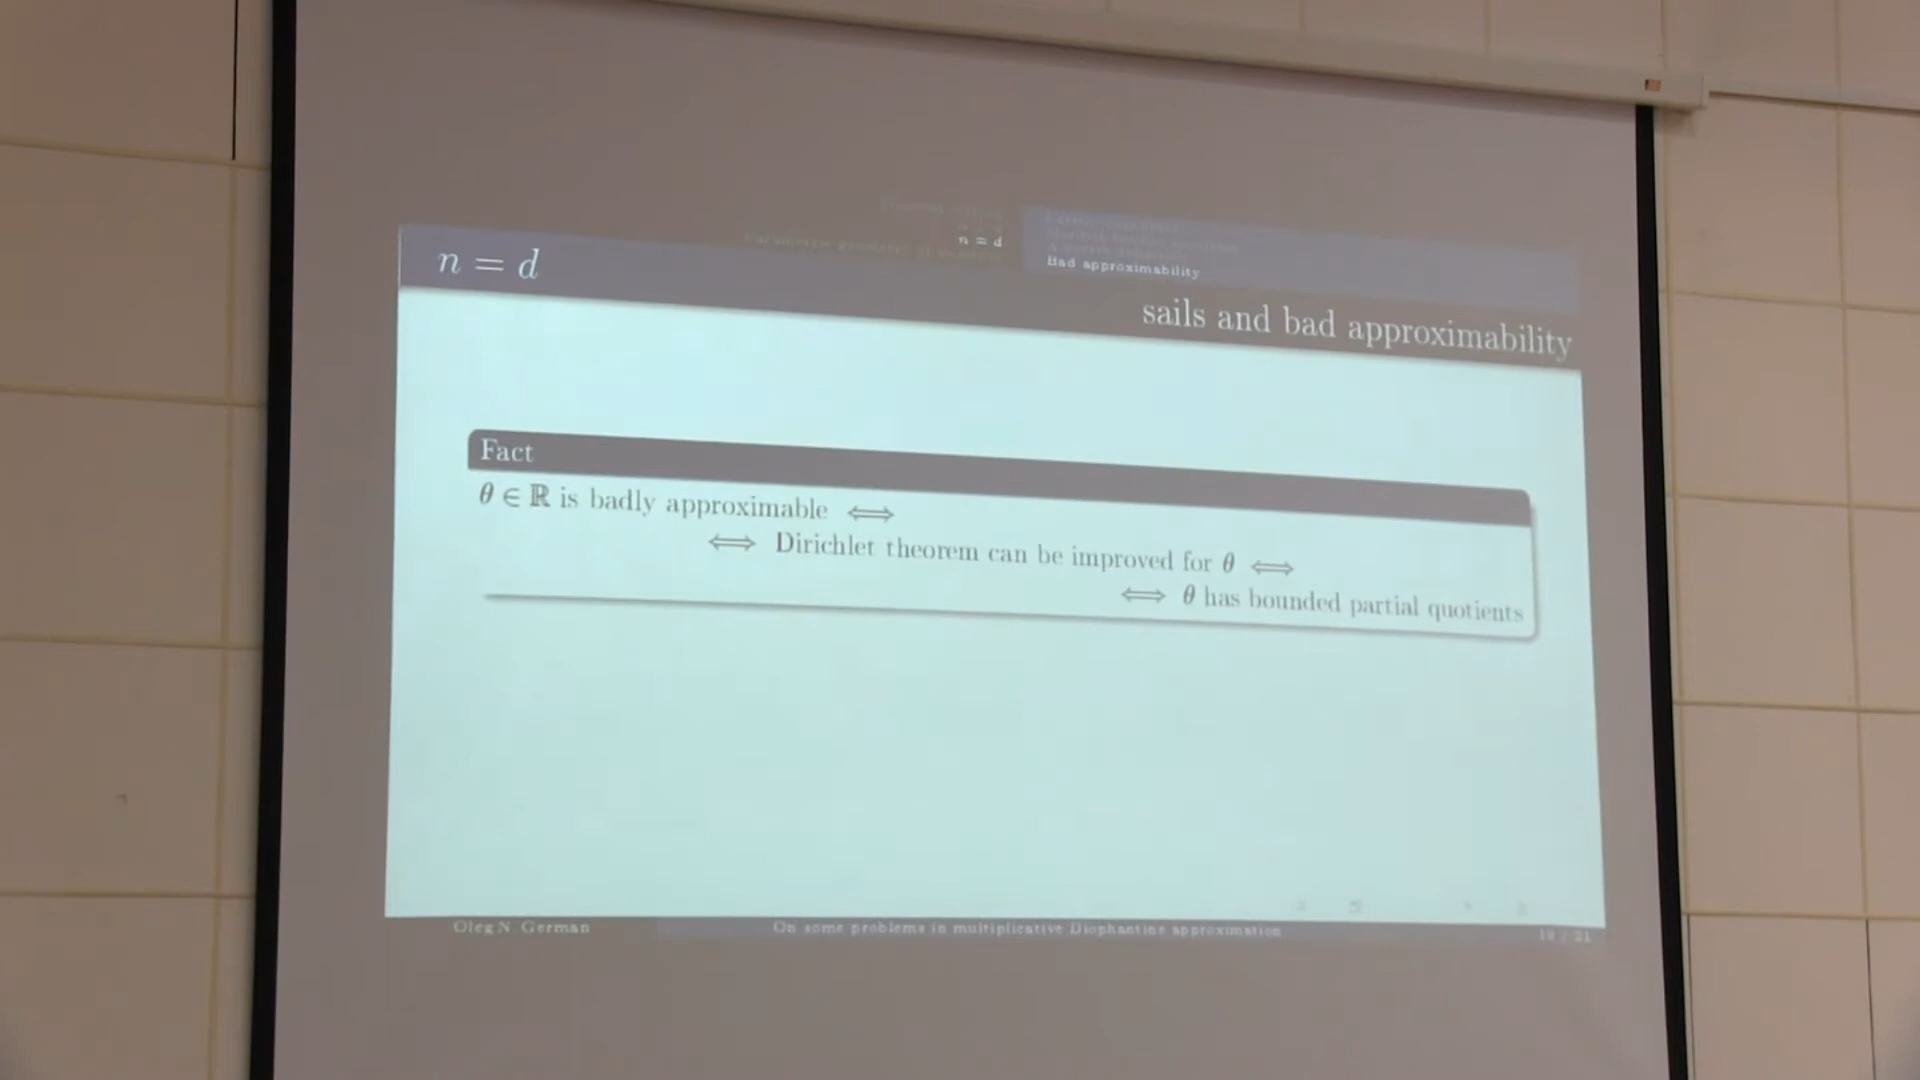 n = d
Bad approximability
n = d
sails and bad approximability
Fact
θ ∈ ℝ is badly approximable ⟺
⟺ Dirichlet theorem can be improved for θ ⟺
⟺ θ has bounded partial quotients
Oleg N. German
On some problems in multiplicative Diophantine approximation